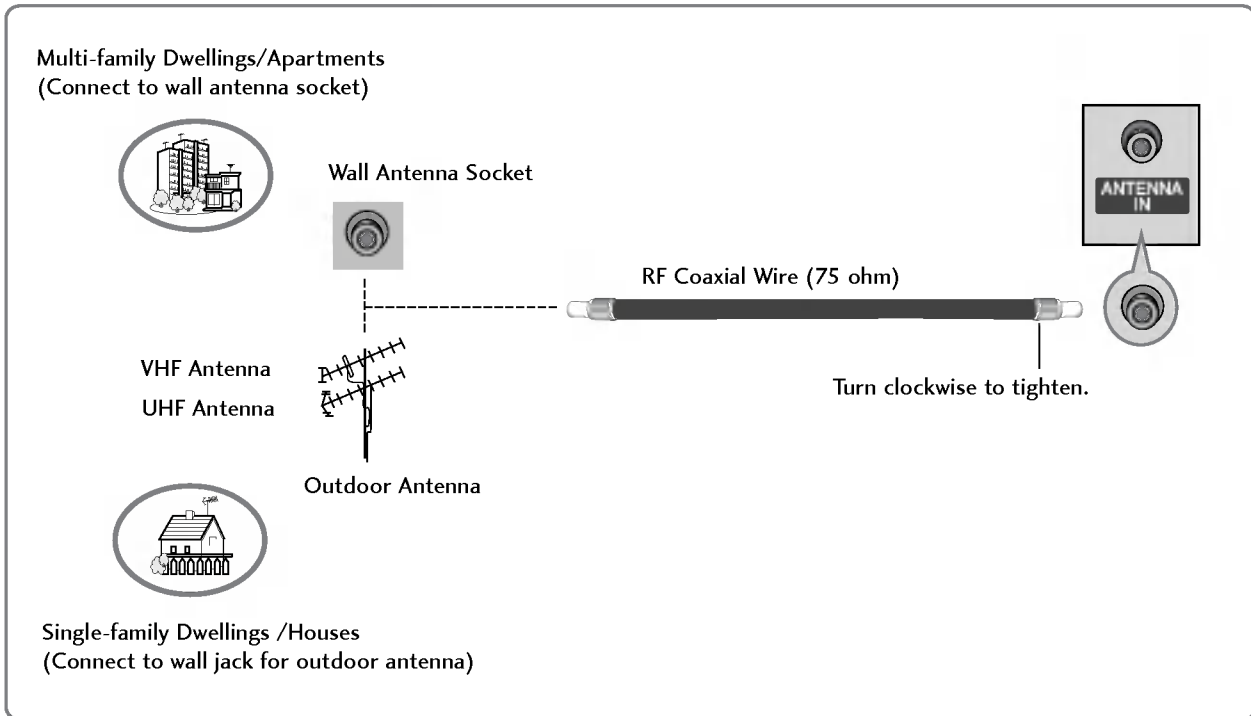 Multi-family Dwellings/Apartments
(Connect to wall antenna socket)
Wall Antenna Socket
ANTENNA
IN
RF Coaxial Wire (75 ohm)
VHF Antenna
UHF Antenna
Turn clockwise to tighten.
Outdoor Antenna
Single-family Dwellings /Houses
(Connect to wall jack for outdoor antenna)